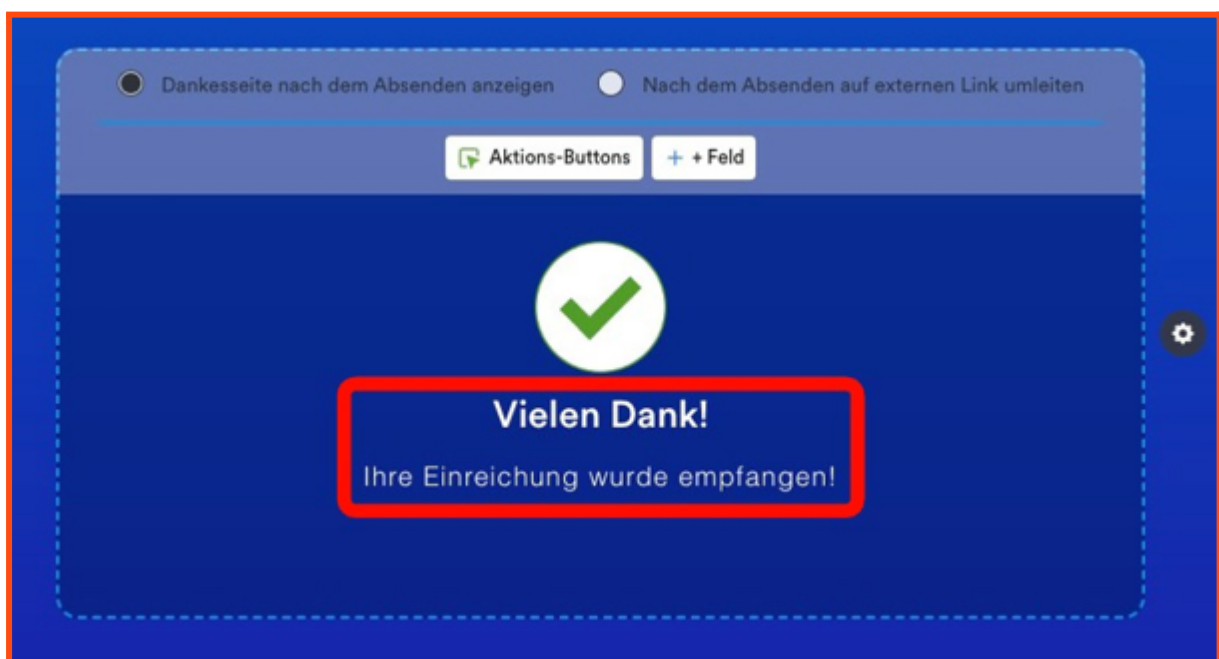 Dankesseite nach dem Absenden anzeigen Nach dem Absenden auf externen Link umleiten
Aktions-Buttons + + Feld
Vielen Dank!
Ihre Einreichung wurde empfangen!